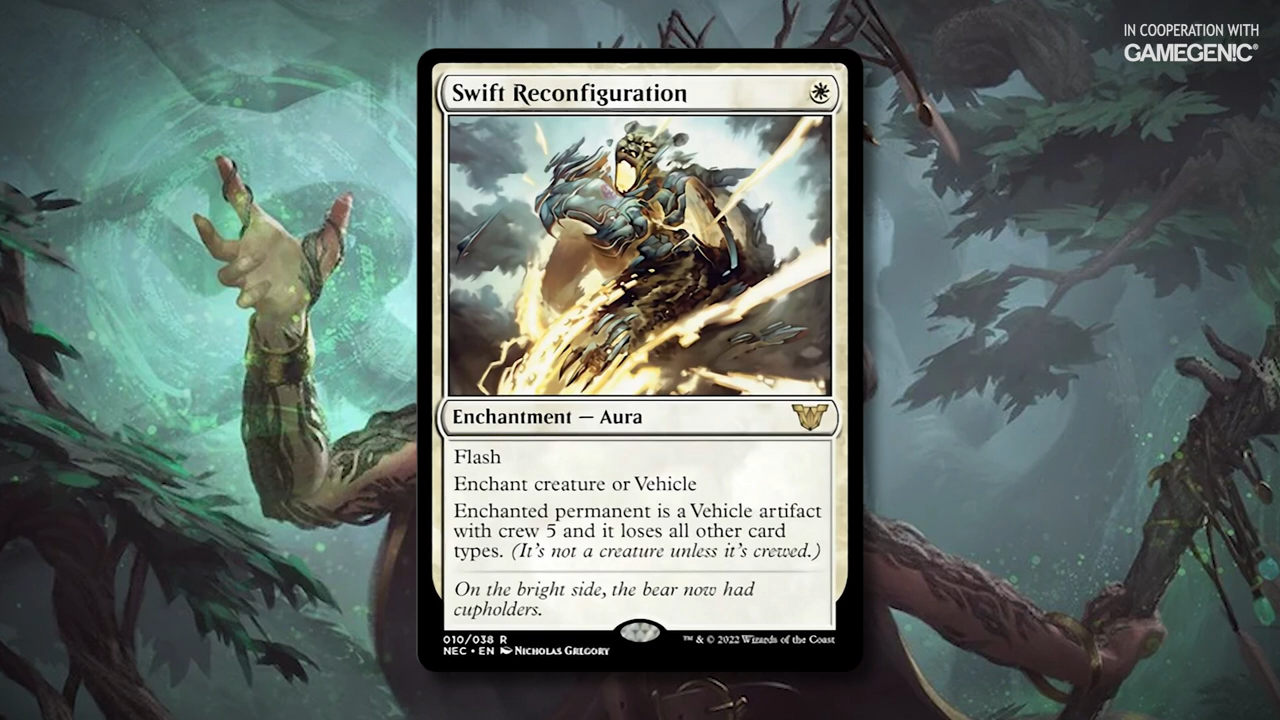 IN COOPERATION WITH
GAMEGENIC®
Swift Reconfiguration
Enchantment — Aura
Flash
Enchant creature or Vehicle
Enchanted permanent is a Vehicle artifact
with crew 5 and it loses all other card
types. (It's not a creature unless it's crewed.)
On the bright side, the bear now had
cupholders.
010/038 R
NEC • EN Nicholas Gregory
™ & © 2022 Wizards of the Coast